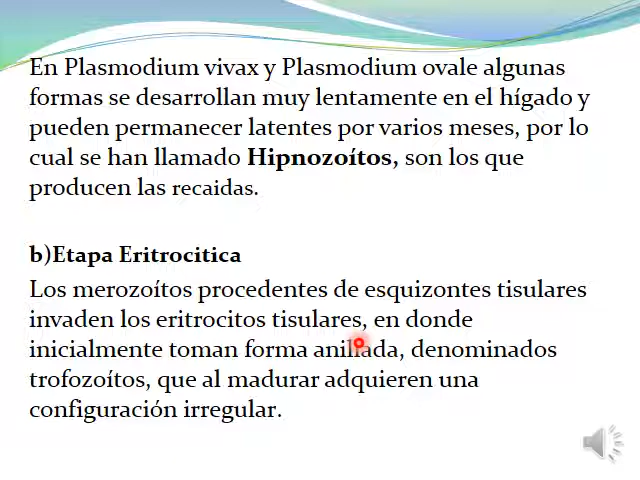 En Plasmodium vivax y Plasmodium ovale algunas
formas se desarrollan muy lentamente en el hígado y
pueden permanecer latentes por varios meses, por lo
cual se han llamado Hipnozoítos, son los que
producen las recaidas.
b)Etapa Eritrocitica
Los merozoítos procedentes de esquizontes tisulares
invaden los eritrocitos tisulares, en donde
inicialmente toman forma anillada, denominados
trofozoítos, que al madurar adquieren una
configuración irregular.